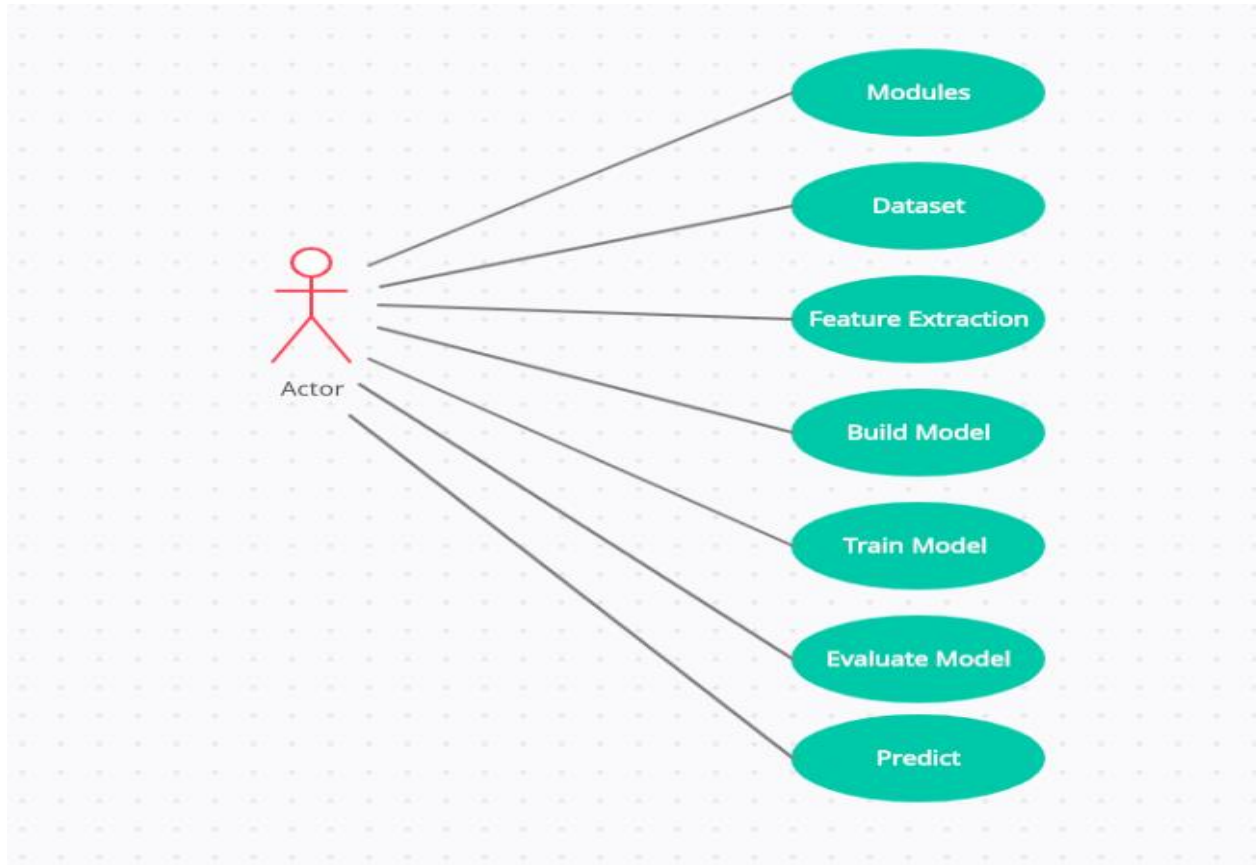 Modules
Dataset
Feature Extraction
Actor
Build Model
Train Model
Evaluate Model
Predict